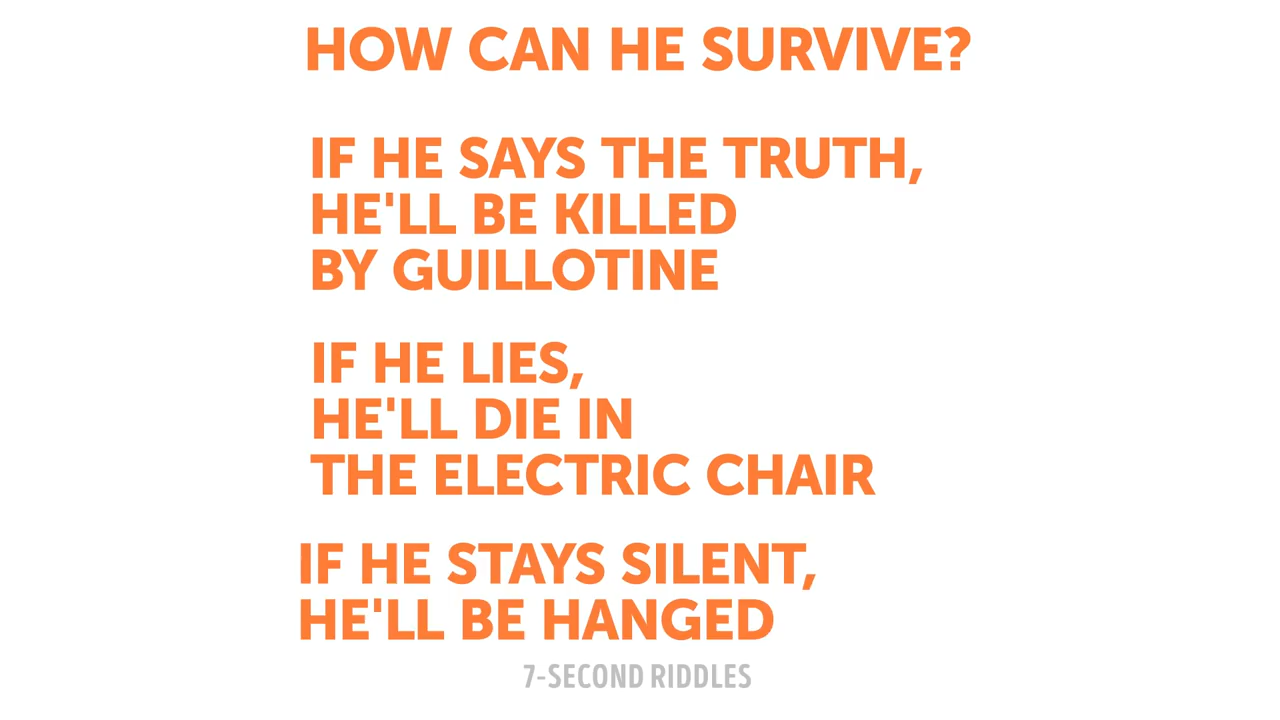 HOW CAN HE SURVIVE?
IF HE SAYS THE TRUTH,
HE'LL BE KILLED
BY GUILLOTINE
IF HE LIES,
HE'LL DIE IN
THE ELECTRIC CHAIR
IF HE STAYS SILENT,
HE'LL BE HANGED
7-SECOND RIDDLES